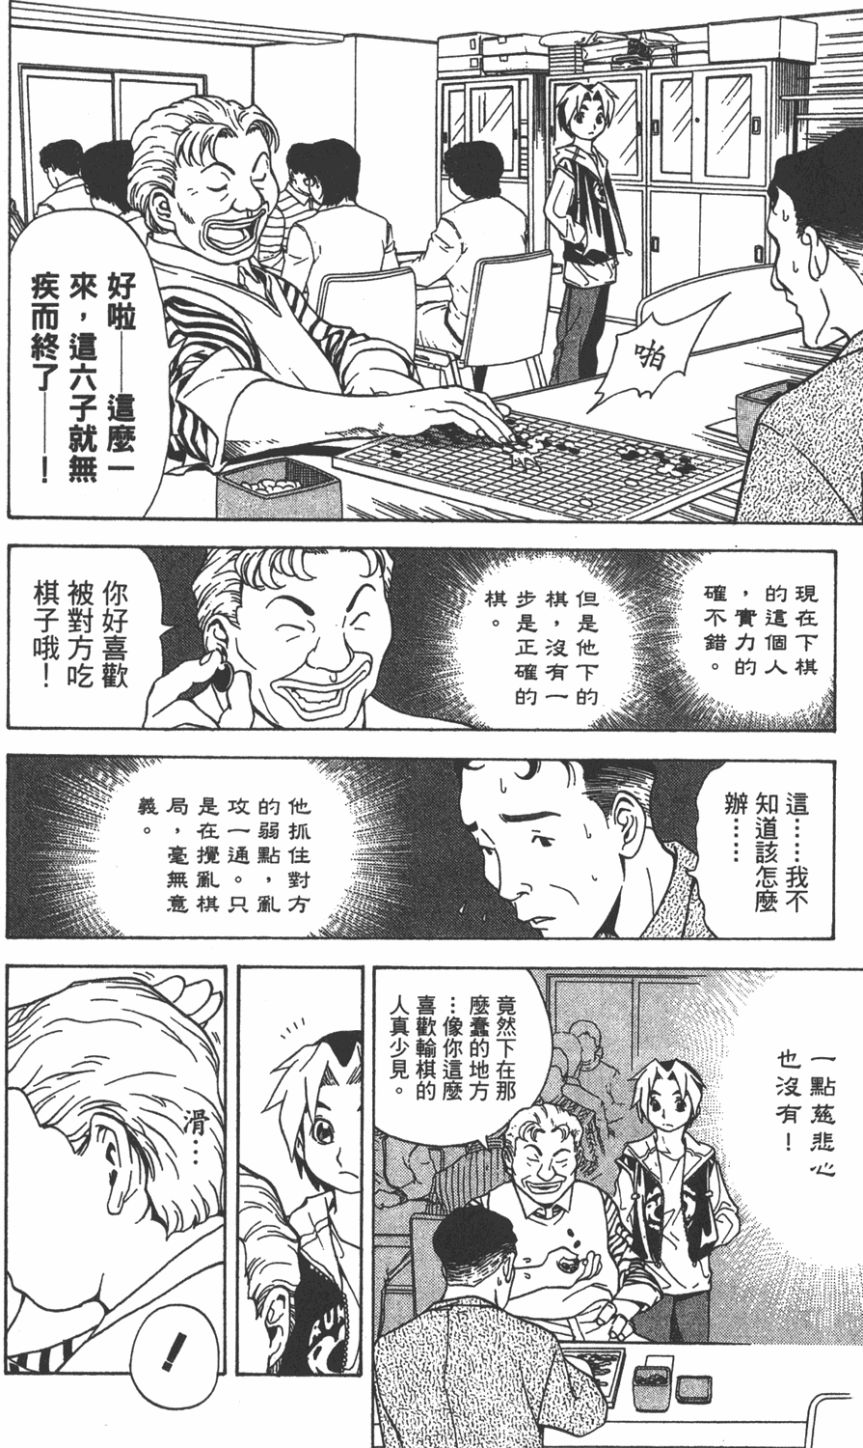 啪
好啦──這麼一
來，這六子就無
疾而終了──！
現在下棋
的這個人
，實力的
確不錯。
但是他下的
棋，沒有一
步是正確的
棋。
你好喜歡
被對方吃
棋子哦！
這……我不
知道該怎麼
辦……
他抓住對方
的弱點，亂
攻一通。只
是在攪亂棋
局，毫無意
義。
一點慈悲心
也沒有！
竟然下在那
麼蠢的地方
…像你這麼
喜歡輸棋的
人真少見。
滑…
！